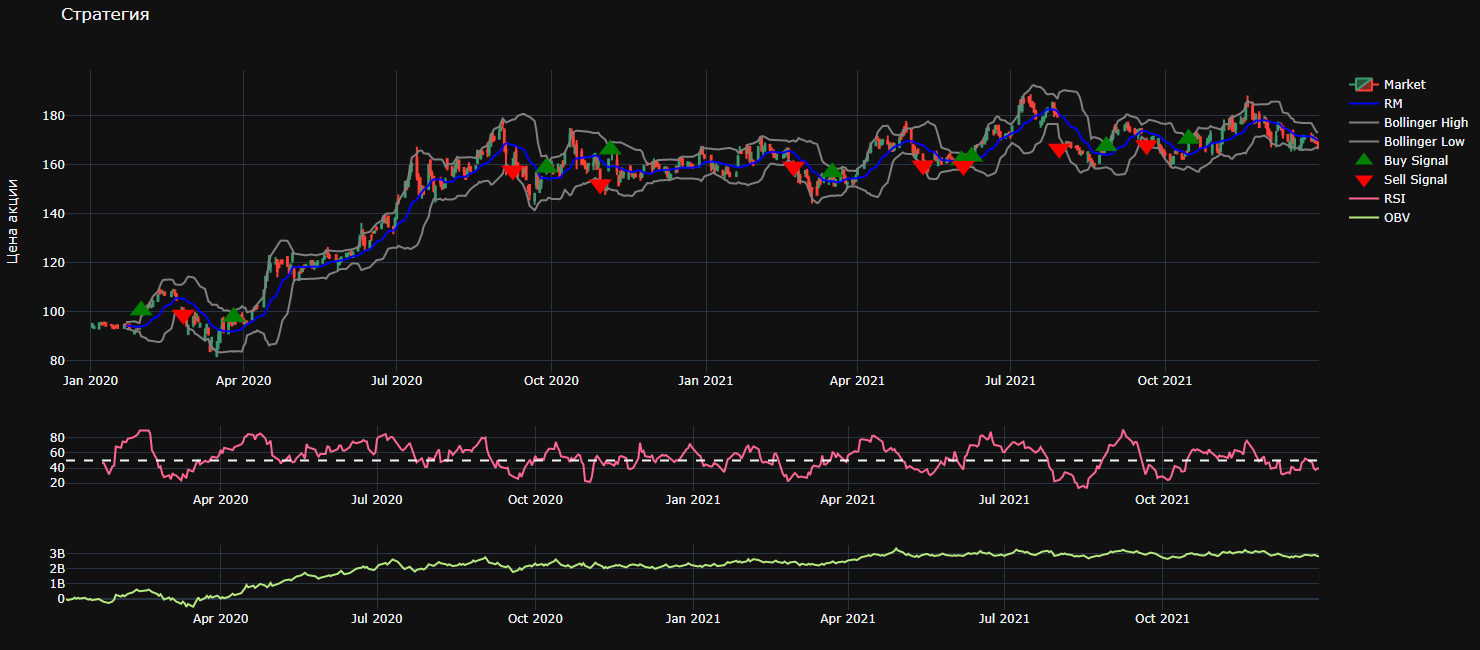 Стратегия
Цена акции
180
160
140
120
100
80
Jan 2020 Apr 2020 Jul 2020 Oct 2020 Jan 2021 Apr 2021 Jul 2021 Oct 2021
Market
RM
Bollinger High
Bollinger Low
Buy Signal
Sell Signal
RSI
OBV
80
60
40
20
Apr 2020 Jul 2020 Oct 2020 Jan 2021 Apr 2021 Jul 2021 Oct 2021
3B
2B
1B
0
Apr 2020 Jul 2020 Oct 2020 Jan 2021 Apr 2021 Jul 2021 Oct 2021